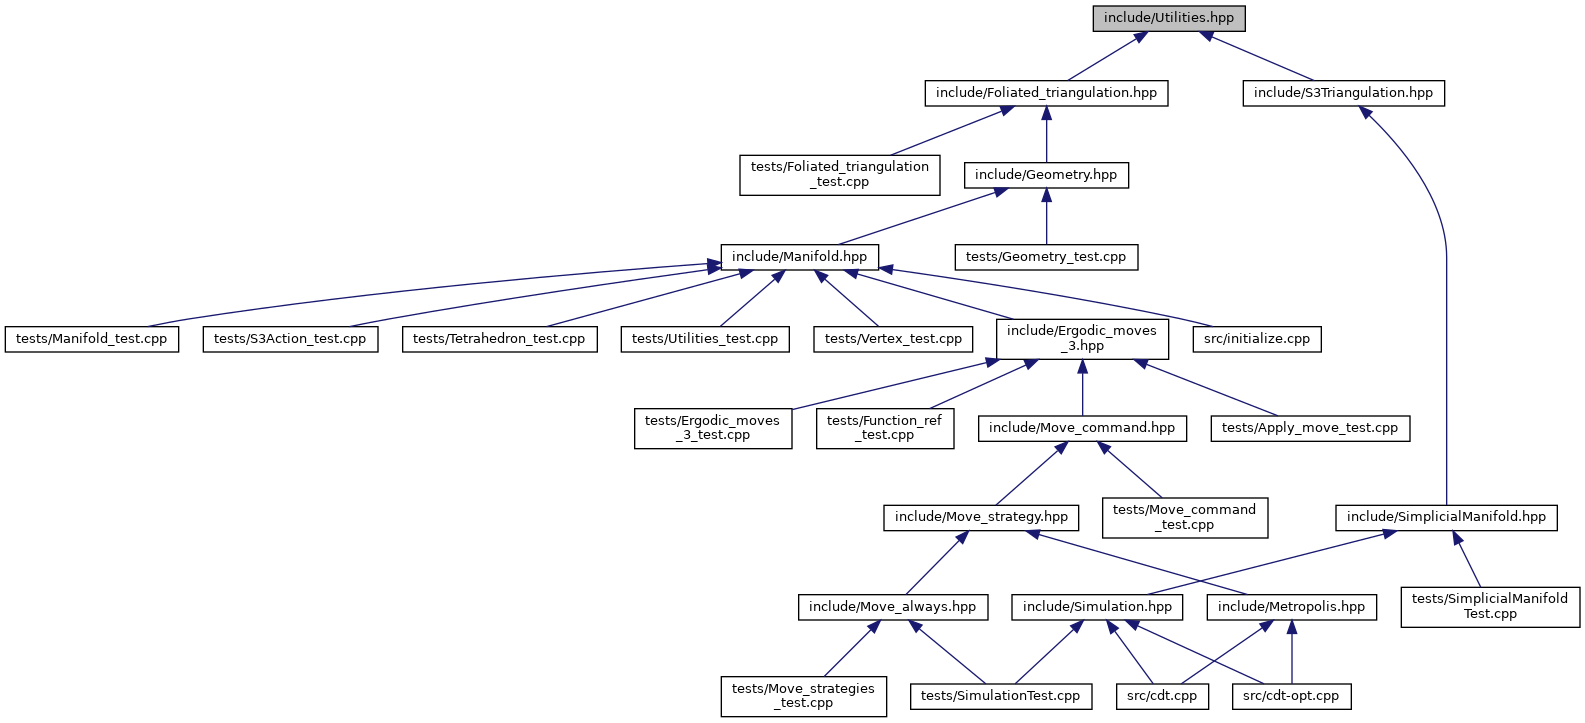 include/Utilities.hpp
include/Foliated_triangulation.hpp
include/S3Triangulation.hpp
tests/Foliated_triangulation
_test.cpp
include/Geometry.hpp
include/Manifold.hpp
tests/Geometry_test.cpp
tests/Manifold_test.cpp
tests/S3Action_test.cpp
tests/Tetrahedron_test.cpp
tests/Utilities_test.cpp
tests/Vertex_test.cpp
include/Ergodic_moves
_3.hpp
src/initialize.cpp
tests/Ergodic_moves
_3_test.cpp
tests/Function_ref
_test.cpp
include/Move_command.hpp
tests/Apply_move_test.cpp
include/Move_strategy.hpp
tests/Move_command
_test.cpp
include/SimplicialManifold.hpp
include/Move_always.hpp
include/Simulation.hpp
include/Metropolis.hpp
tests/SimplicialManifold
Test.cpp
tests/Move_strategies
_test.cpp
tests/SimulationTest.cpp
src/cdt.cpp
src/cdt-opt.cpp